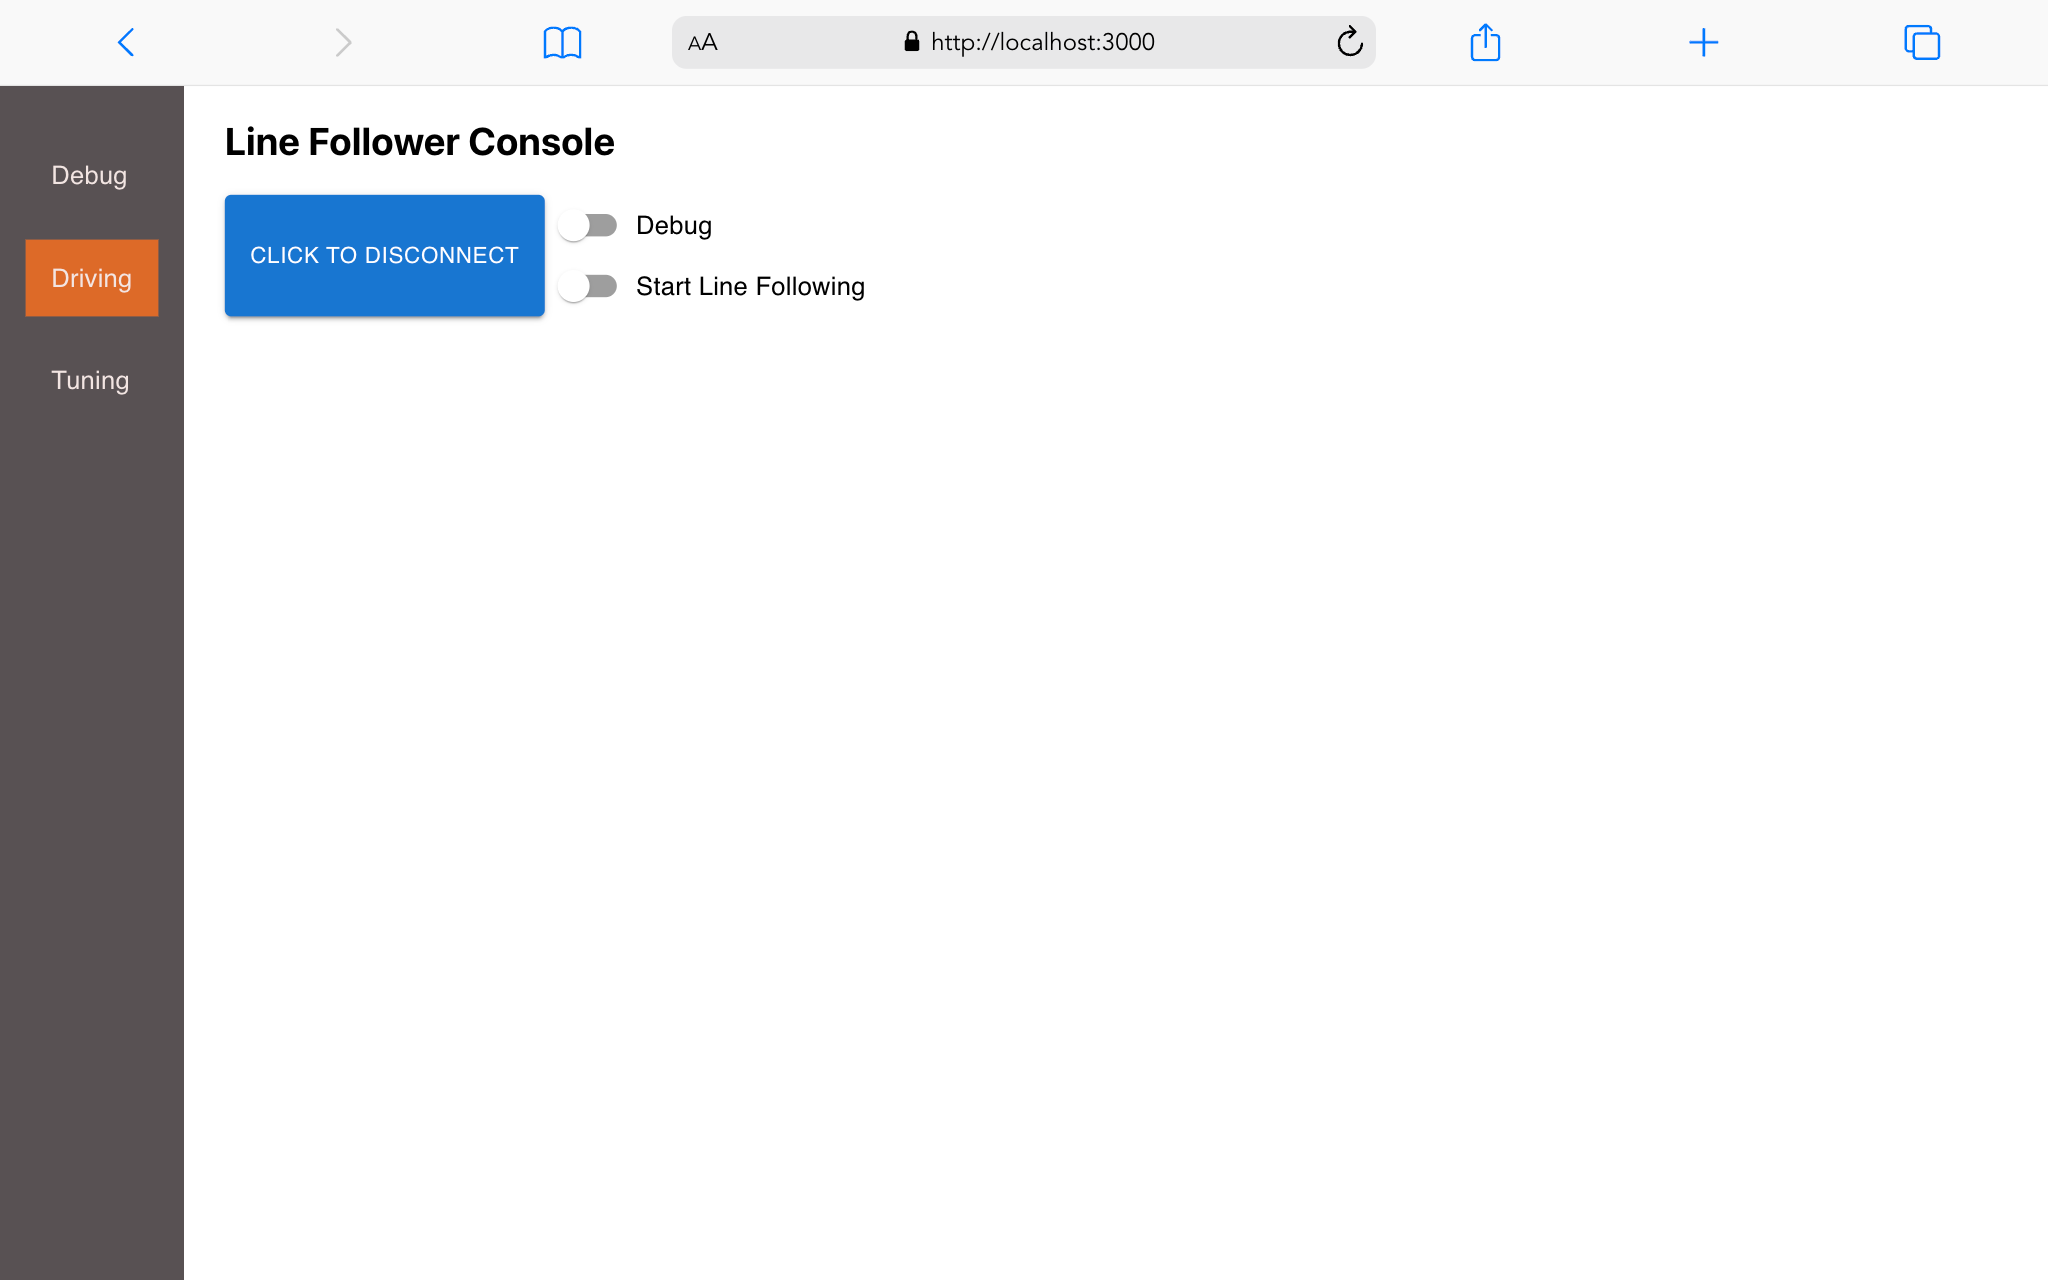 AA
http://localhost:3000
Debug
Driving
Tuning
Line Follower Console
CLICK TO DISCONNECT
Debug
Start Line Following